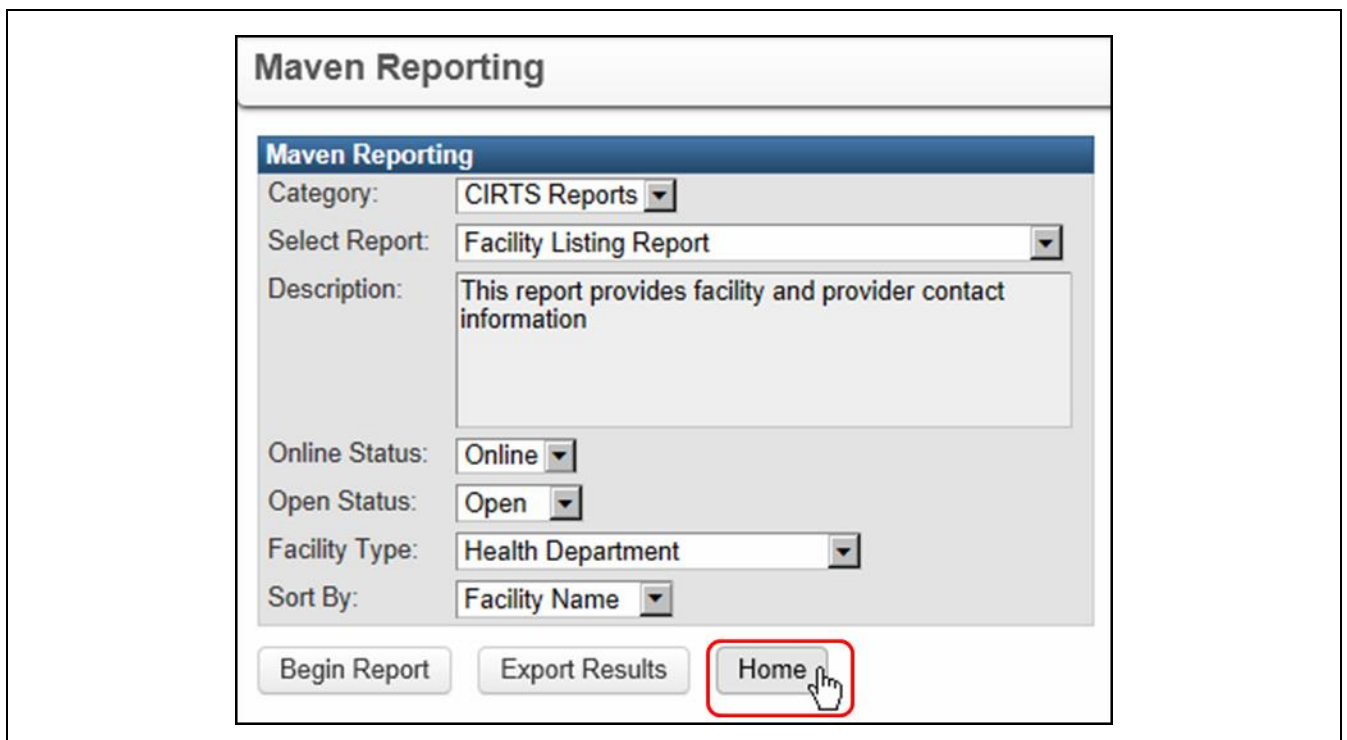 Maven Reporting
Maven Reporting
Category: CIRTS Reports
Select Report: Facility Listing Report
Description: This report provides facility and provider contact
information
Online Status: Online
Open Status: Open
Facility Type: Health Department
Sort By: Facility Name
Begin Report Export Results Home